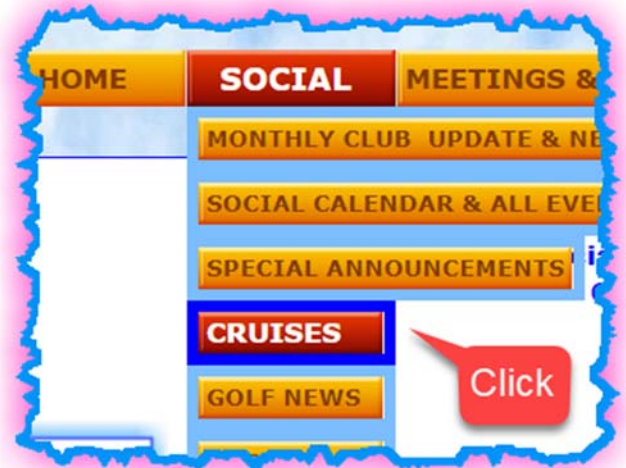 HOME SOCIAL MEETINGS &
MONTHLY CLUB UPDATE & NE
SOCIAL CALENDAR & ALL EVE
SPECIAL ANNOUNCEMENTS
CRUISES
Click
GOLF NEWS